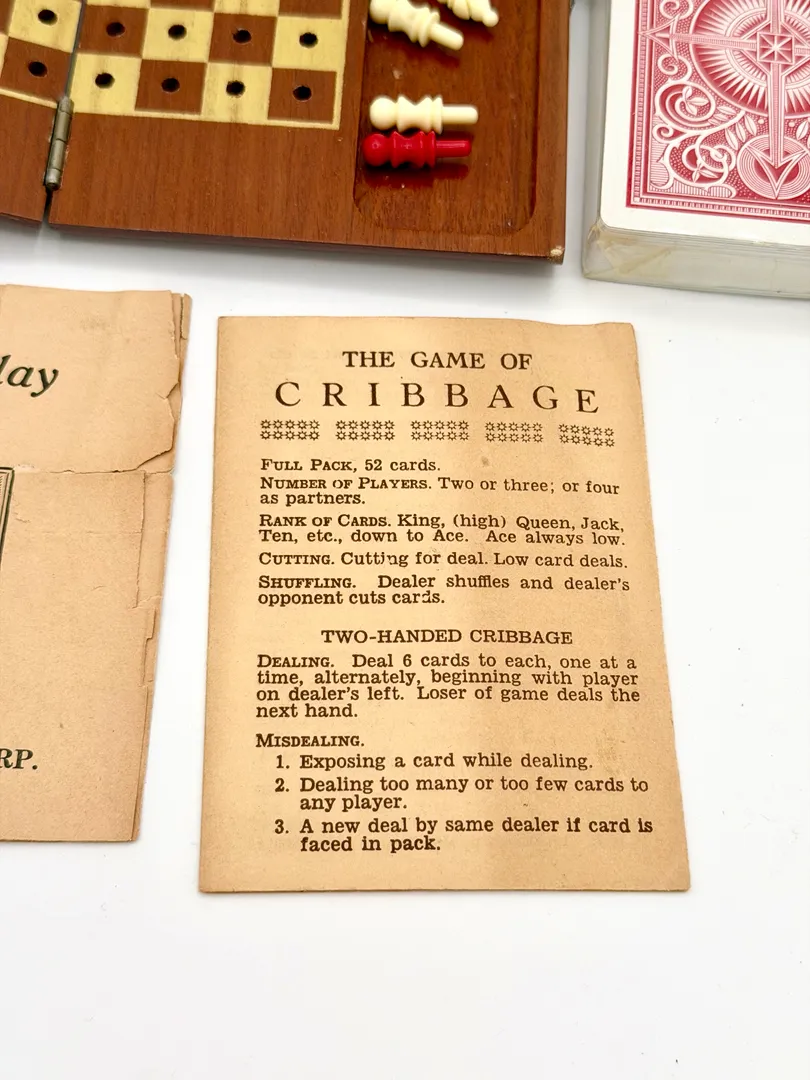 lay
RP.
THE GAME OF
CRIBBAGE
FULL PACK, 52 cards.
NUMBER OF PLAYERS. Two or three; or four
as partners.
RANK OF CARDS. King, (high) Queen, Jack,
Ten, etc., down to Ace. Ace always low.
CUTTING. Cutting for deal. Low card deals.
SHUFFLING. Dealer shuffles and dealer's
opponent cuts cards.
TWO-HANDED CRIBBAGE
DEALING. Deal 6 cards to each, one at a
time, alternately, beginning with player
on dealer's left. Loser of game deals the
next hand.
MISDEALING.
1. Exposing a card while dealing.
2. Dealing too many or too few cards to
any player.
3. A new deal by same dealer if card is
faced in pack.